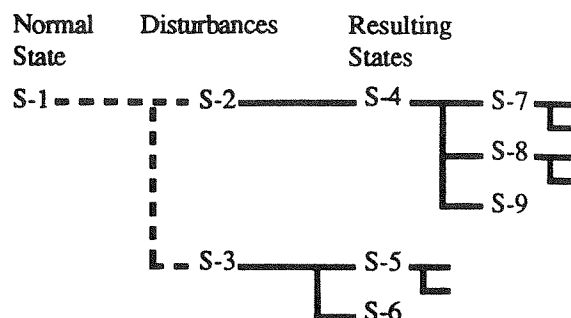 Normal State Disturbances Resulting States
S-1 S-2 S-4 S-7
S-8
S-9
S-3 S-5
S-6